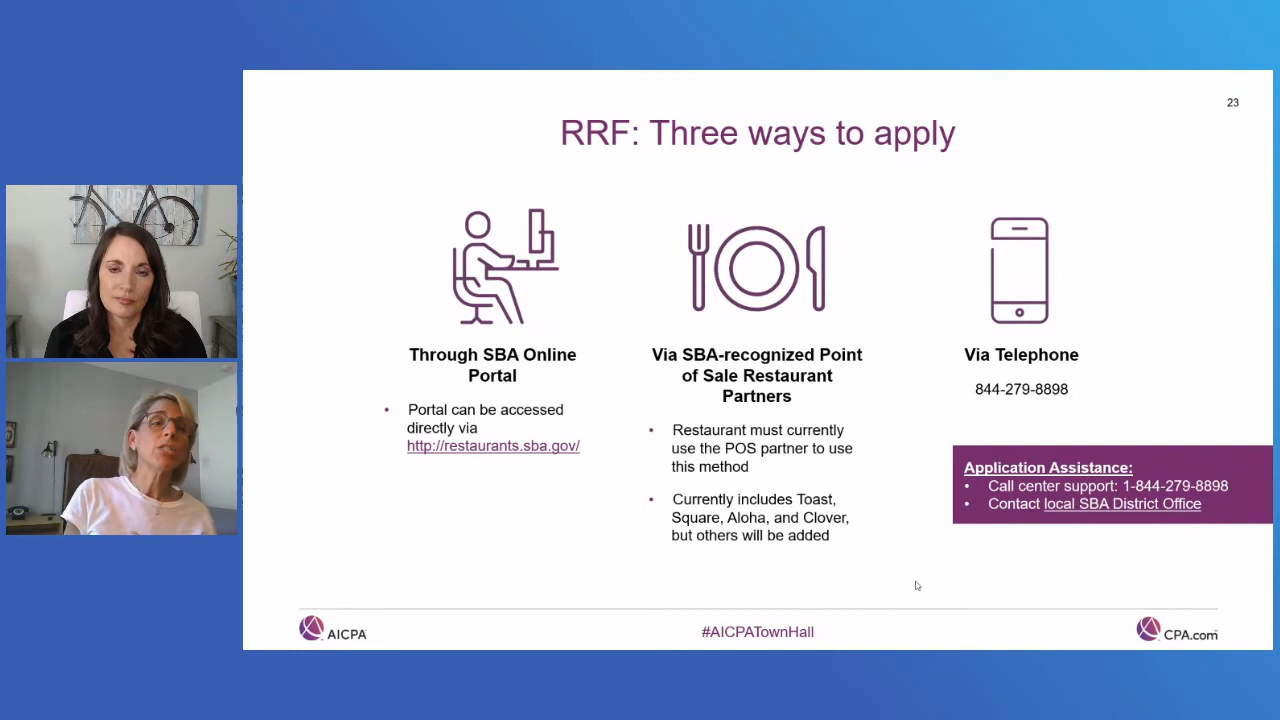 23
RRF: Three ways to apply
Through SBA Online
Portal
• Portal can be accessed
directly via
http://restaurants.sba.gov/
Via SBA-recognized Point
of Sale Restaurant
Partners
• Restaurant must currently
use the POS partner to use
this method
• Currently includes Toast,
Square, Aloha, and Clover,
but others will be added
Via Telephone
844-279-8898
Application Assistance:
• Call center support: 1-844-279-8898
• Contact local SBA District Office
AICPA
#AICPATownHall
CPA.com
RID